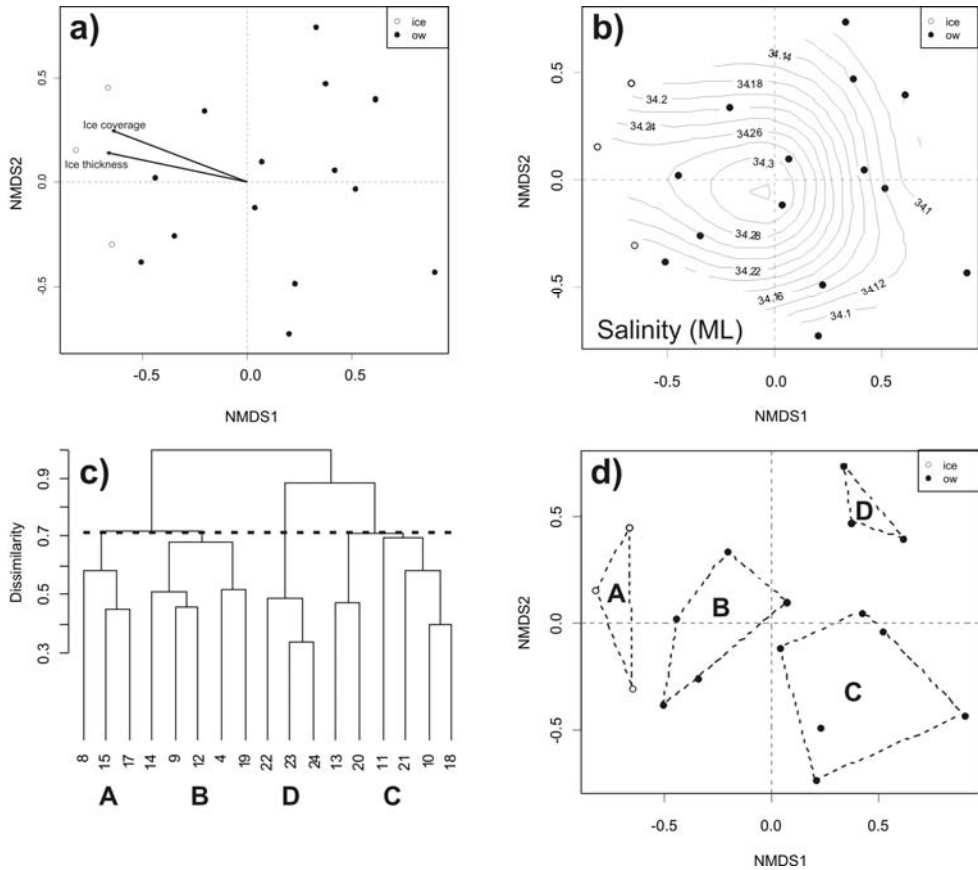 a)
ice
ow
0.5
0.0
-0.5
NMDS2
Ice coverage
Ice thickness
-0.5
0.0
0.5
NMDS1
b)
ice
ow
0.5
0.0
-0.5
NMDS2
34.14
34.18
34.2
34.24
34.26
34.3
34.28
34.22
34.16
34.1
34.12
34.1
Salinity (ML)
-0.5
0.0
0.5
NMDS1
c)
Dissimilarity
0.9
0.7
0.5
0.3
8 15 17 14 9 12 4 19 22 23 24 13 20 11 21 10 18
A B D C
d)
ice
ow
0.5
0.0
-0.5
NMDS2
A
B
D
C
-0.5
0.0
0.5
NMDS1